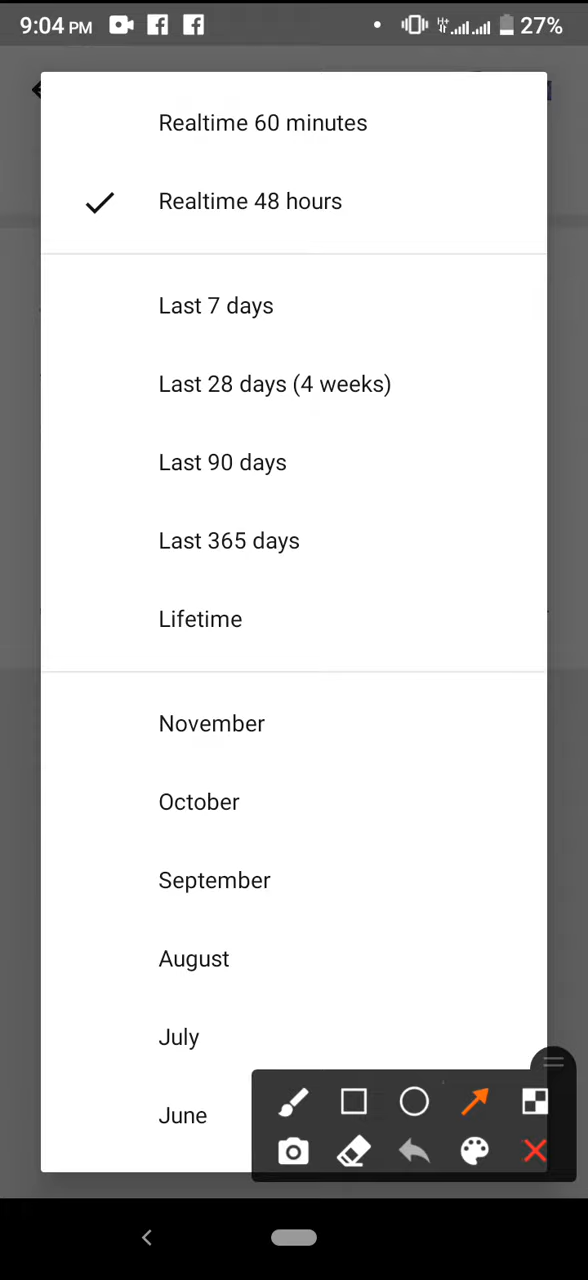 9:04 PM
27%
Realtime 60 minutes
Realtime 48 hours
Last 7 days
Last 28 days (4 weeks)
Last 90 days
Last 365 days
Lifetime
November
October
September
August
July
June